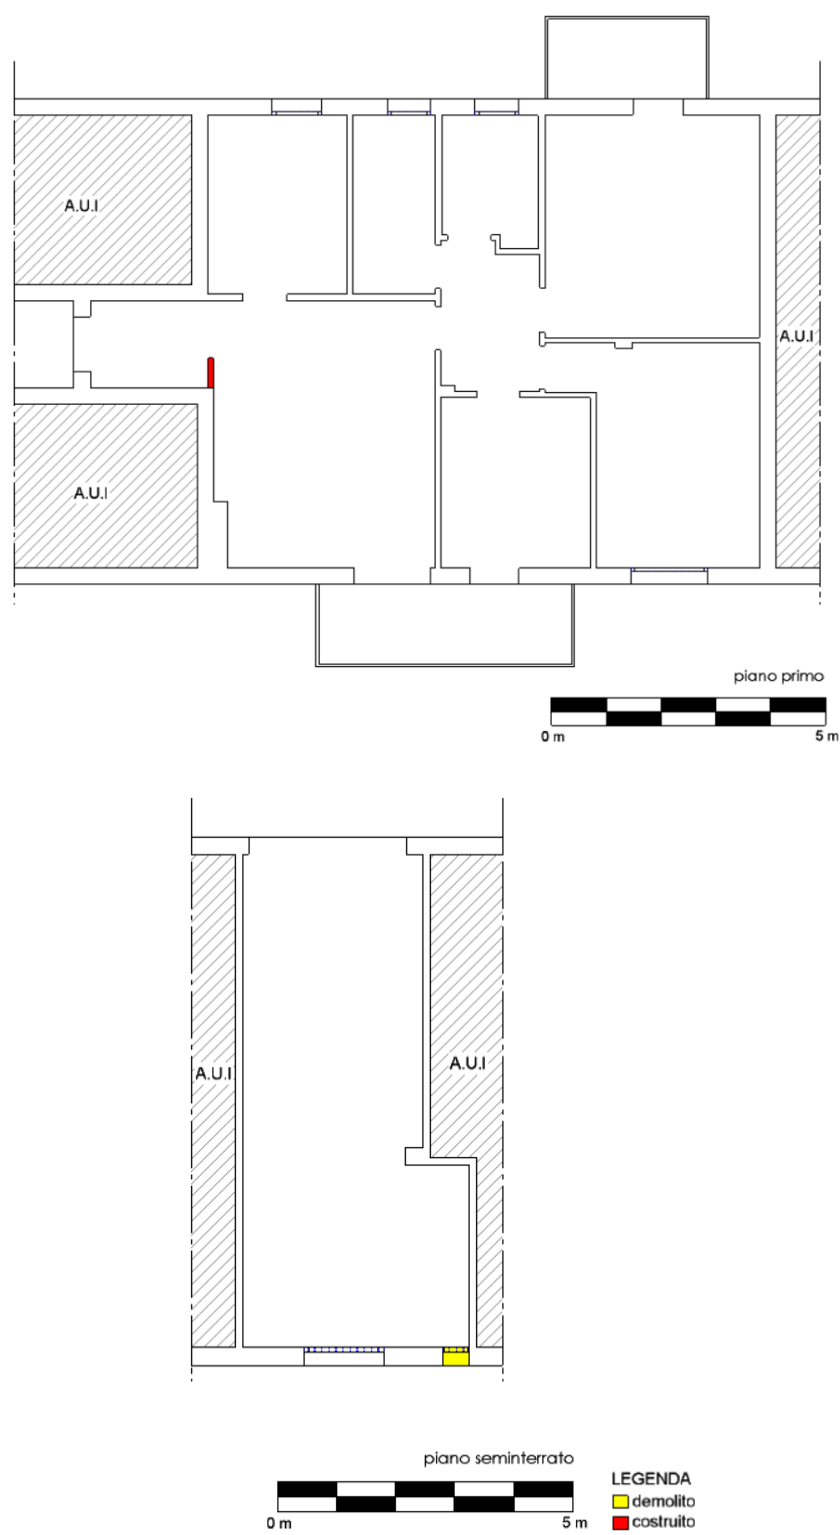 A.U.I
A.U.I
A.U.I
piano primo
0 m 5 m
A.U.I
A.U.I
piano seminterrato
0 m 5 m
LEGENDA
demolito
costruito